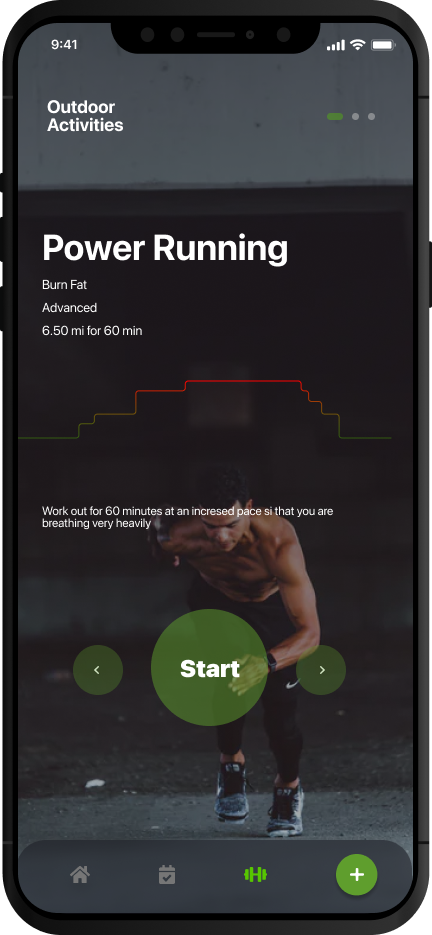 9:41
Outdoor
Activities
Power Running
Burn Fat
Advanced
6.50 mi for 60 min
Work out for 60 minutes at an incresed pace si that you are
breathing very heavily
Start